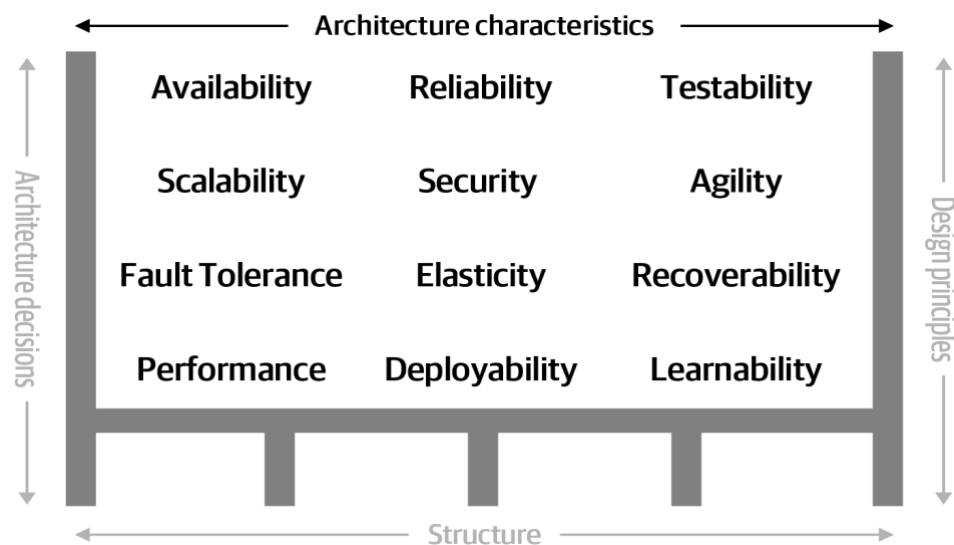 Architecture characteristics
Availability Reliability Testability
Scalability Security Agility
Fault Tolerance Elasticity Recoverability
Performance Deployability Learnability
Architecture decisions
Design principles
Structure